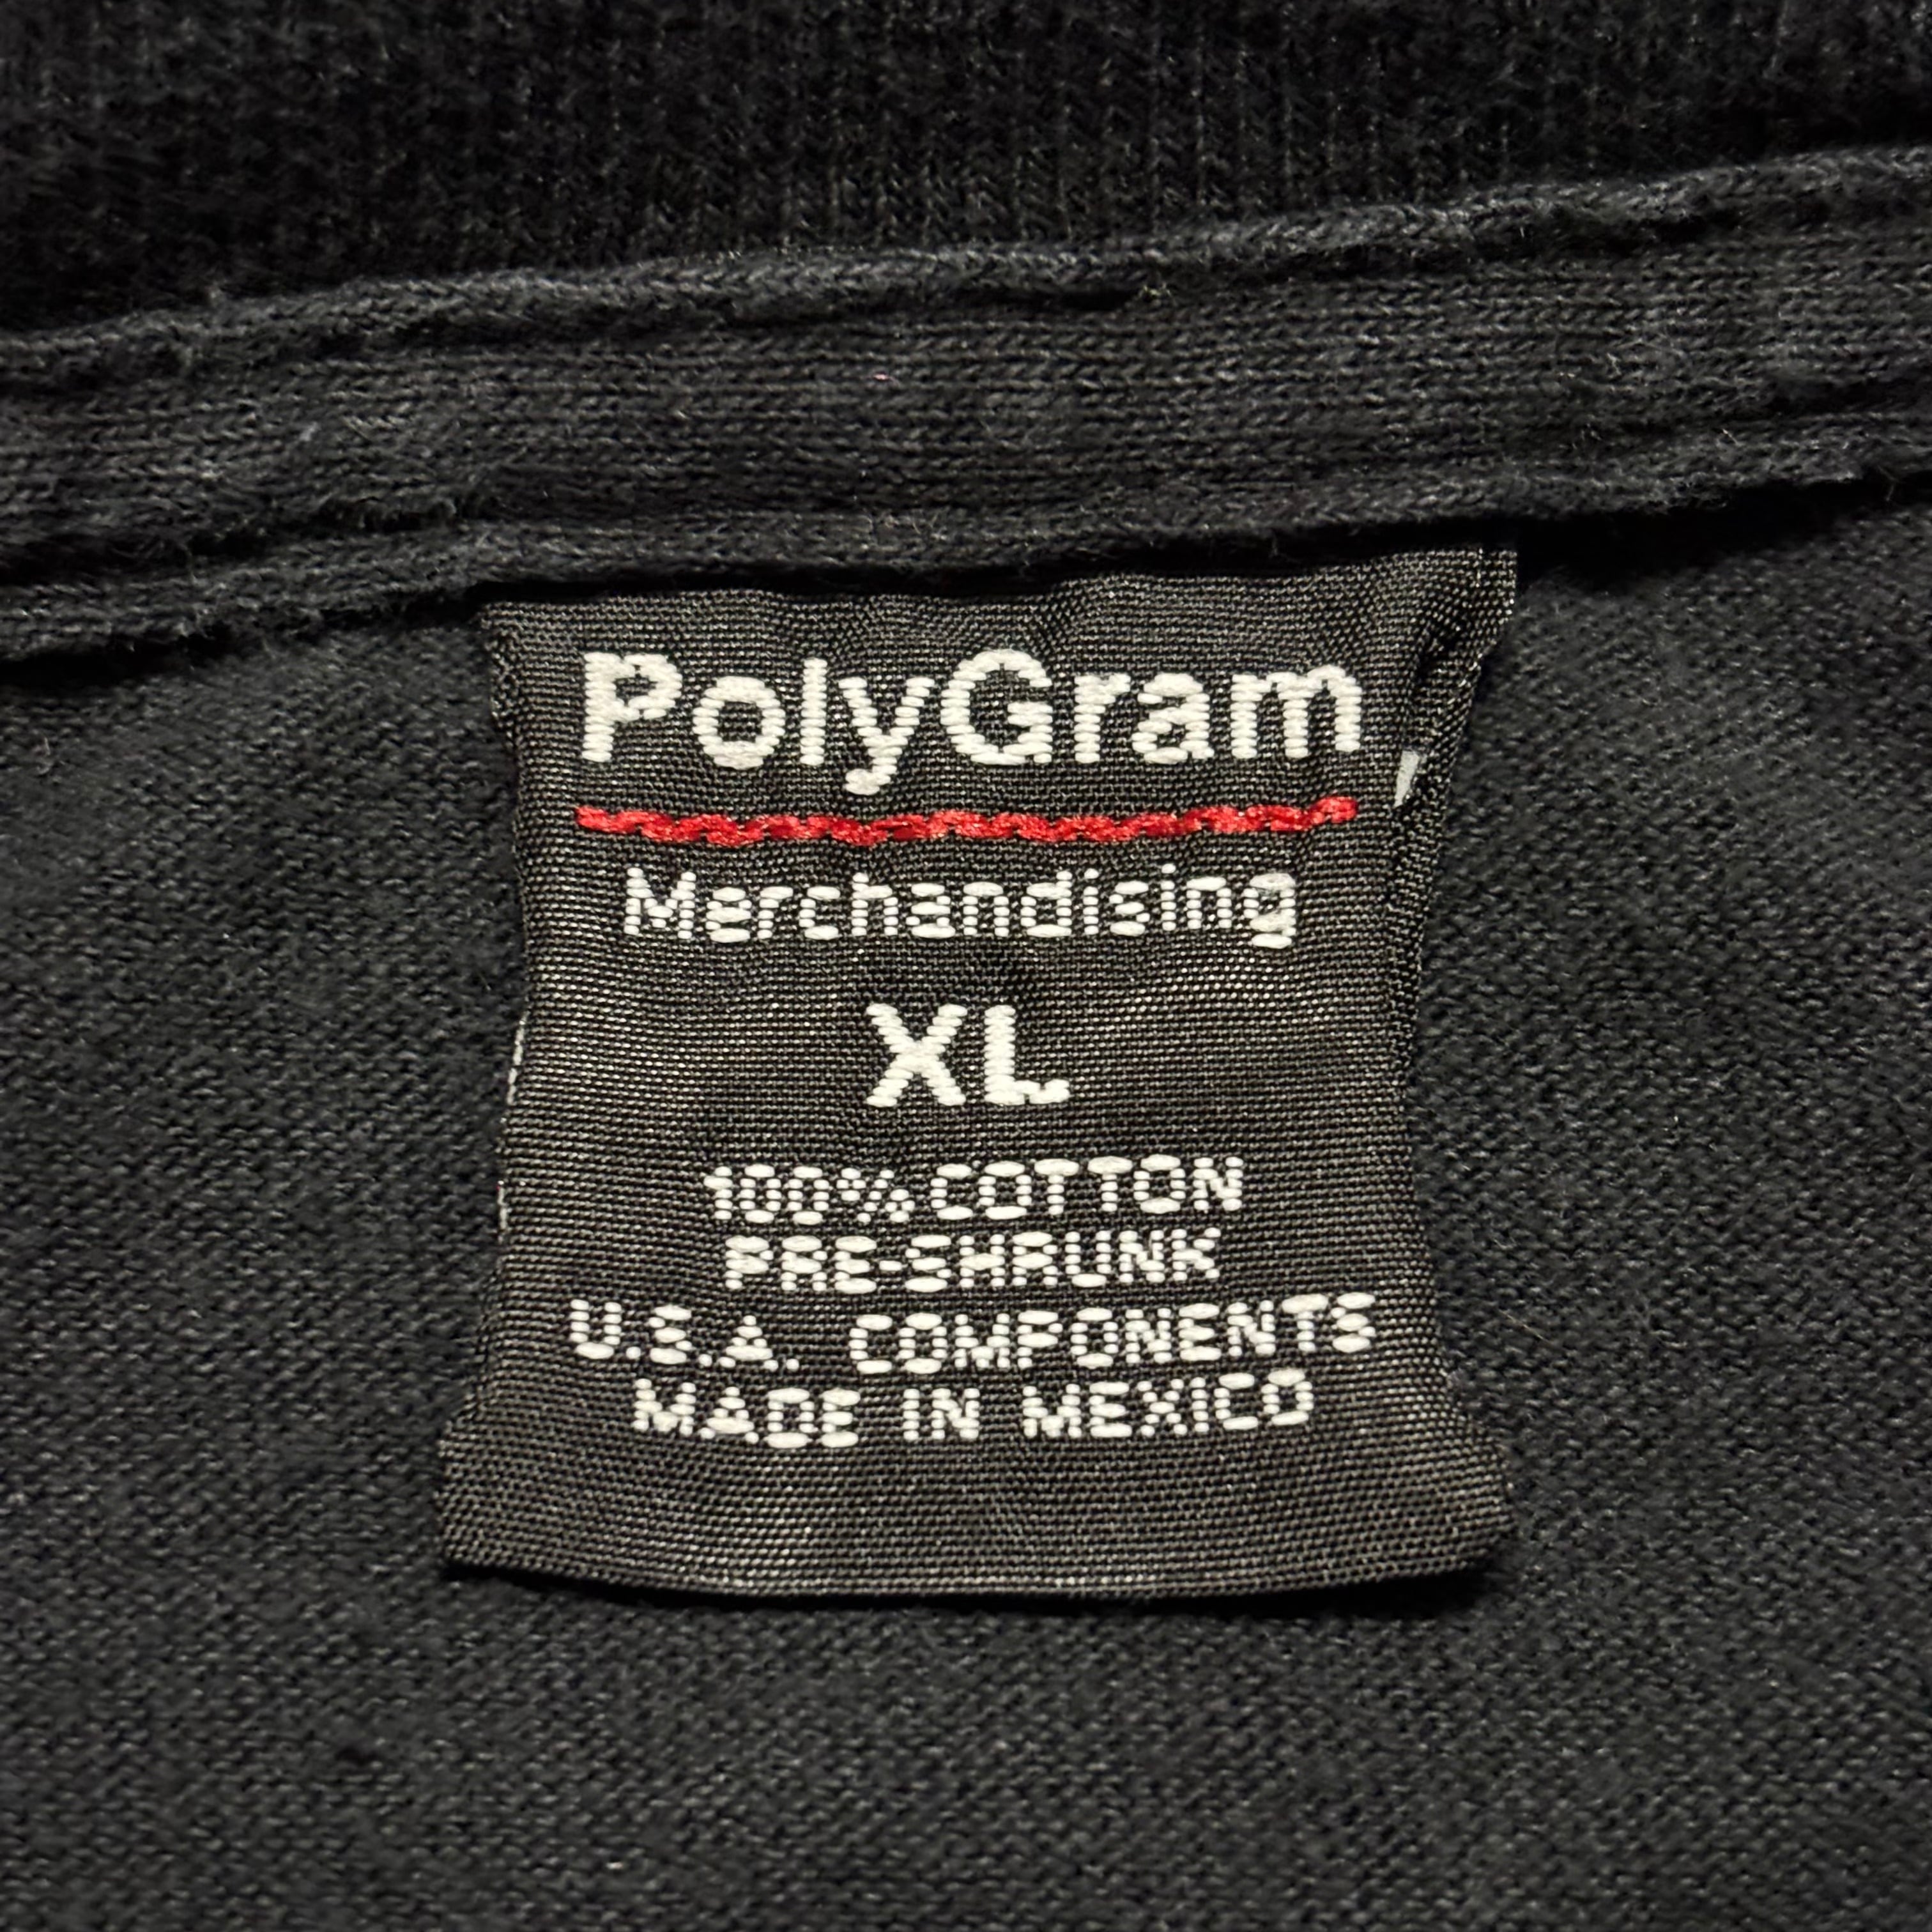 PolyGram
Merchandising
XL
100% COTTON
PRE-SHRUNK
U.S.A. COMPONENTS
MADE IN MEXICO